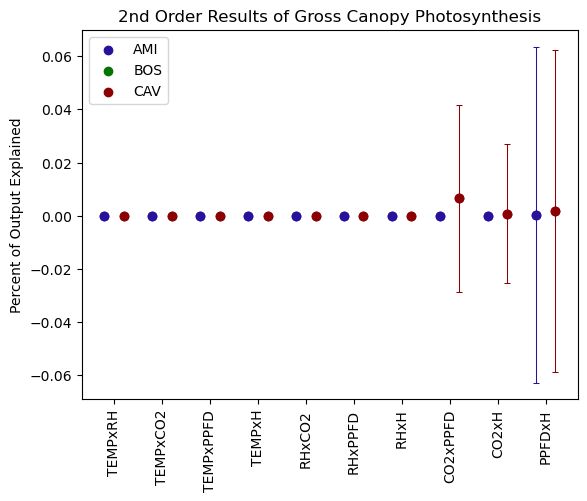 2nd Order Results of Gross Canopy Photosynthesis
AMI
BOS
CAV
Percent of Output Explained
0.06
0.04
0.02
0.00
−0.02
−0.04
−0.06
TEMPxRH
TEMPxCO2
TEMPxPPFD
TEMPxH
RHxCO2
RHxPPFD
RHxH
CO2xPPFD
CO2xH
PPFDxH